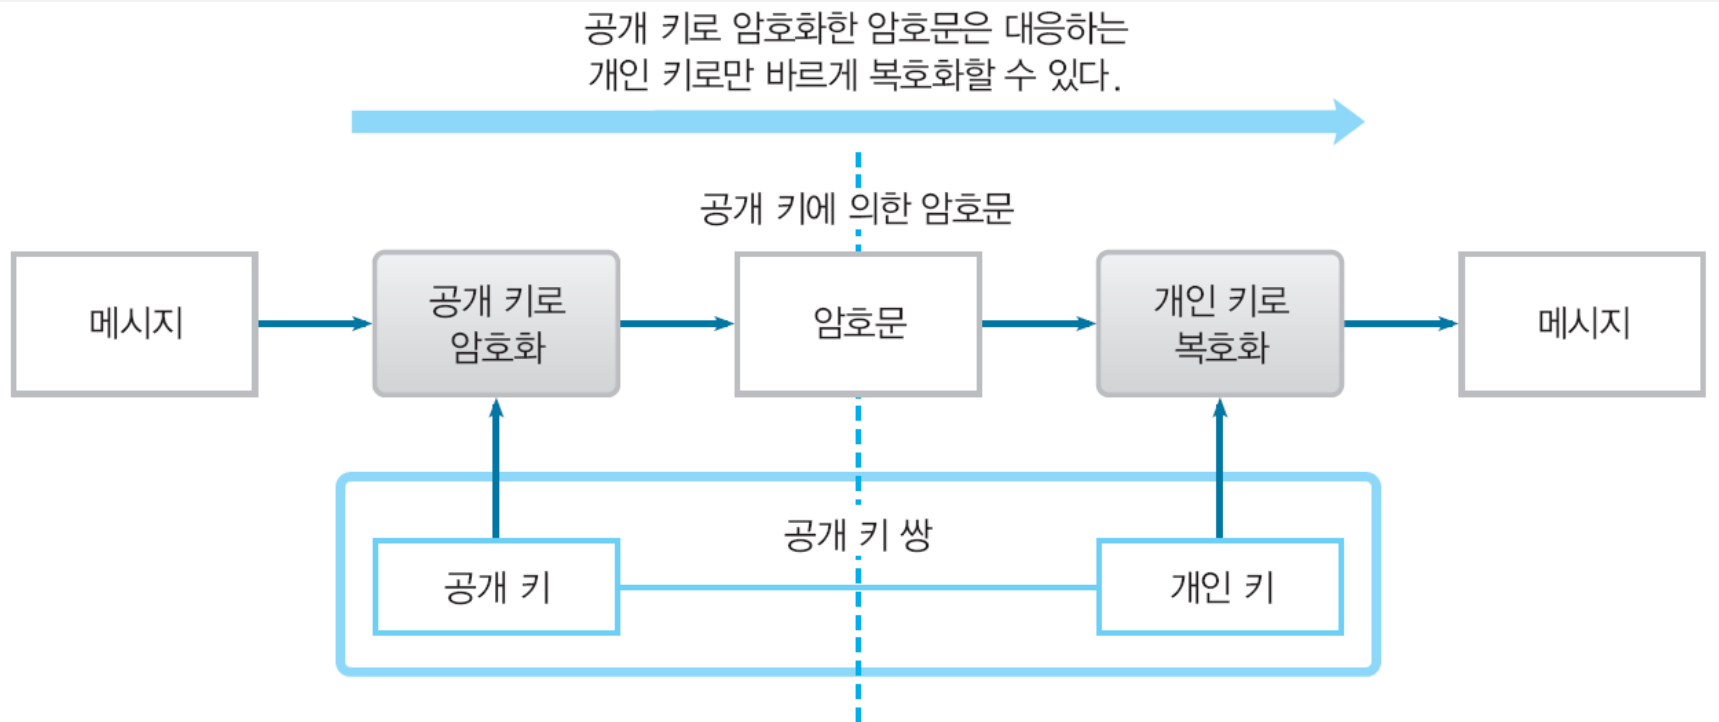 공개 키로 암호화한 암호문은 대응하는
개인 키로만 바르게 복호화할 수 있다.
공개 키에 의한 암호문
메시지
공개 키로
암호화
암호문
개인 키로
복호화
메시지
공개 키 쌍
공개 키
개인 키